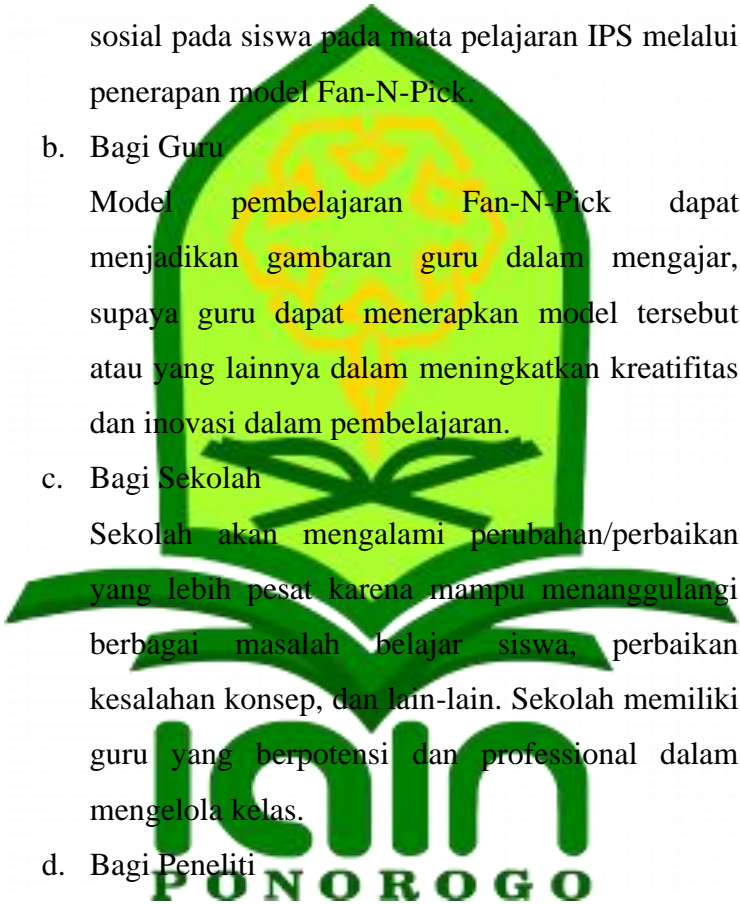 sosial pada siswa pada mata pelajaran IPS melalui
penerapan model Fan-N-Pick.
b. Bagi Guru
Model pembelajaran Fan-N-Pick dapat
menjadikan gambaran guru dalam mengajar,
supaya guru dapat menerapkan model tersebut
atau yang lainnya dalam meningkatkan kreatifitas
dan inovasi dalam pembelajaran.
c. Bagi Sekolah
Sekolah akan mengalami perubahan/perbaikan
yang lebih pesat karena mampu menanggulangi
berbagai masalah belajar siswa, perbaikan
kesalahan konsep, dan lain-lain. Sekolah memiliki
guru yang berpotensi dan professional dalam
mengelola kelas.
d. Bagi Peneliti
iain
PONOROGO